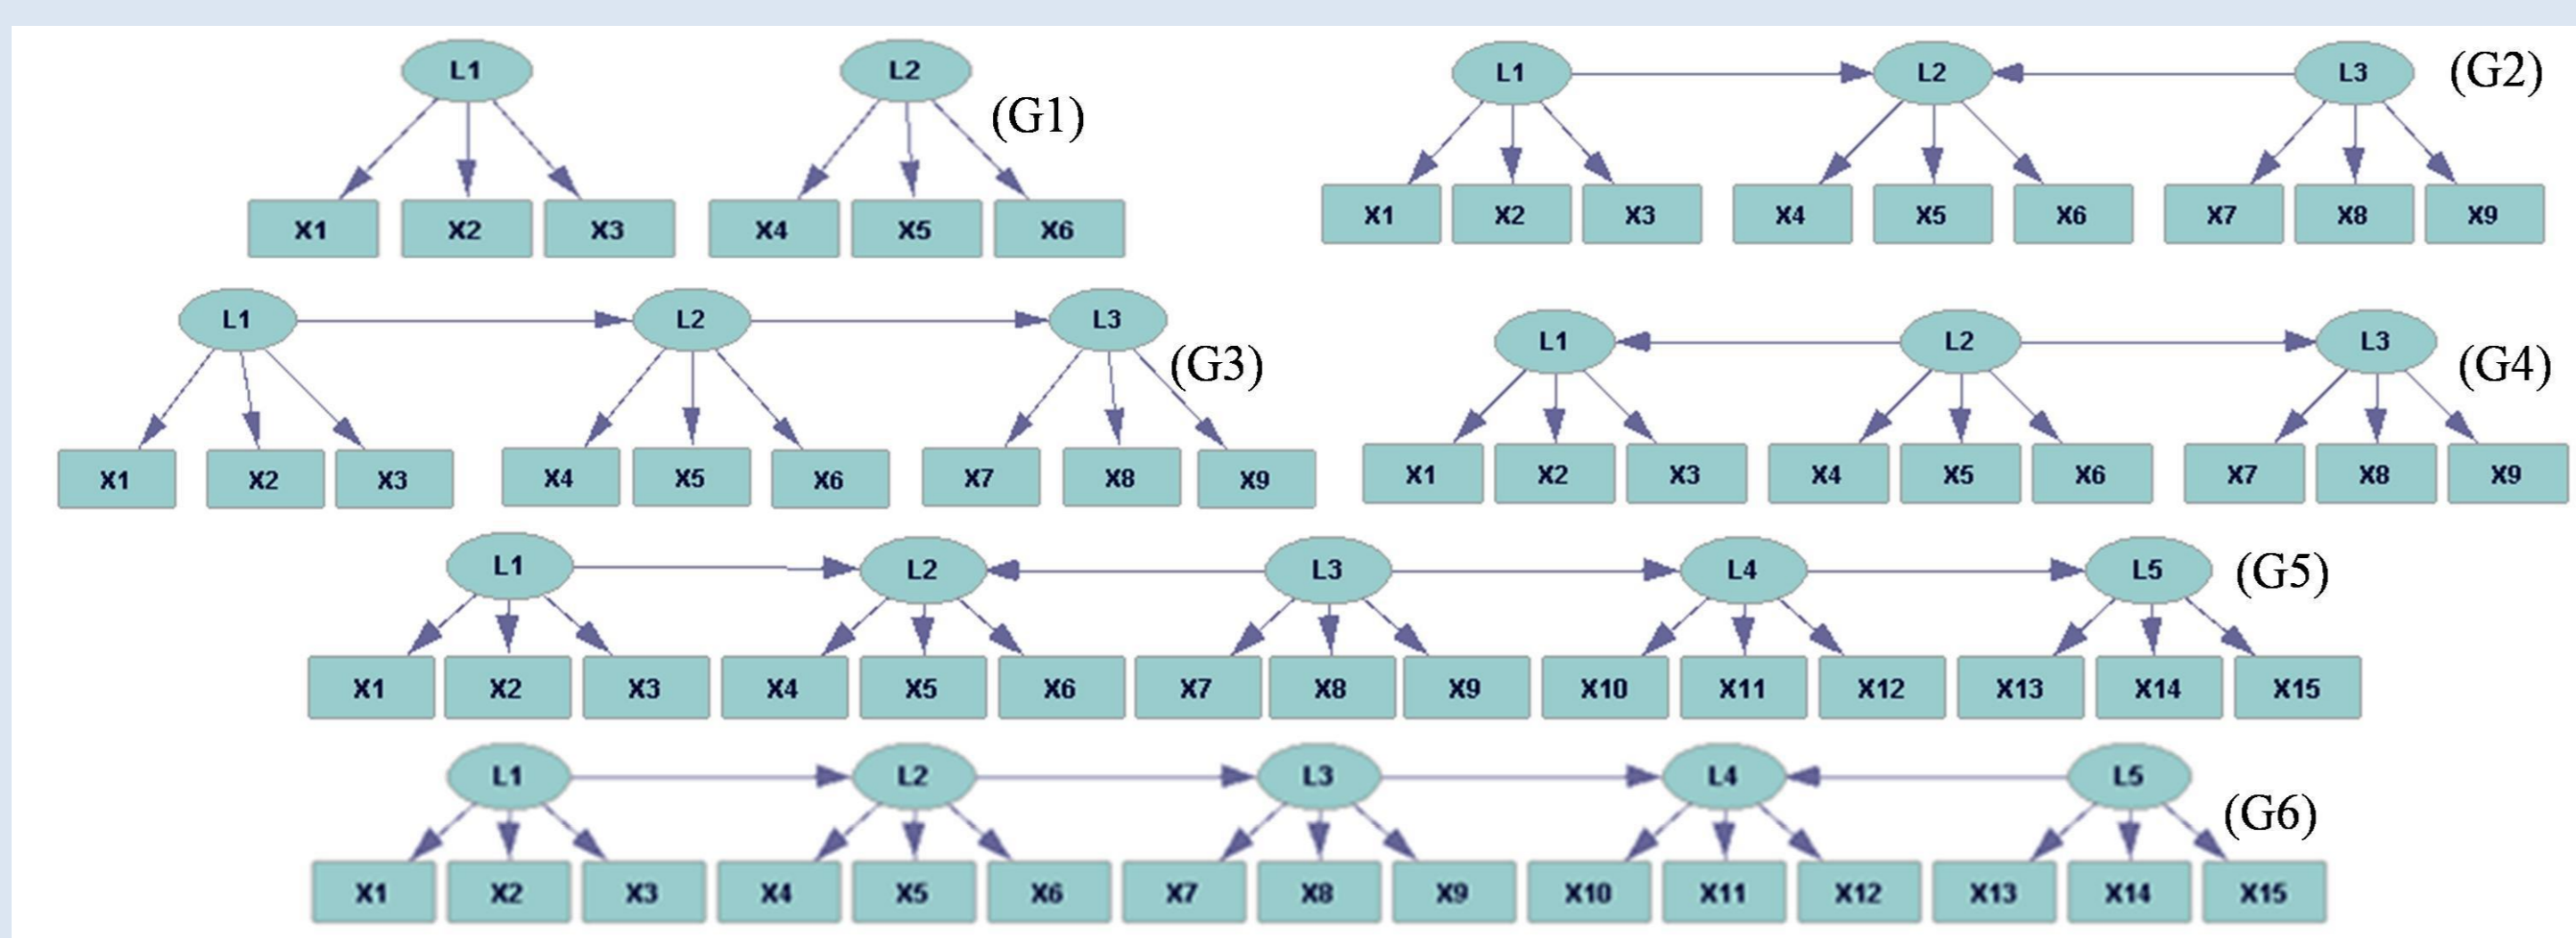 L1 L2 (G1)
X1 X2 X3 X4 X5 X6
L1 L2 L3 (G2)
X1 X2 X3 X4 X5 X6 X7 X8 X9
L1 L2 L3 (G3)
X1 X2 X3 X4 X5 X6 X7 X8 X9
L1 L2 L3 (G4)
X1 X2 X3 X4 X5 X6 X7 X8 X9
L1 L2 L3 L4 L5 (G5)
X1 X2 X3 X4 X5 X6 X7 X8 X9 X10 X11 X12 X13 X14 X15
L1 L2 L3 L4 L5 (G6)
X1 X2 X3 X4 X5 X6 X7 X8 X9 X10 X11 X12 X13 X14 X15